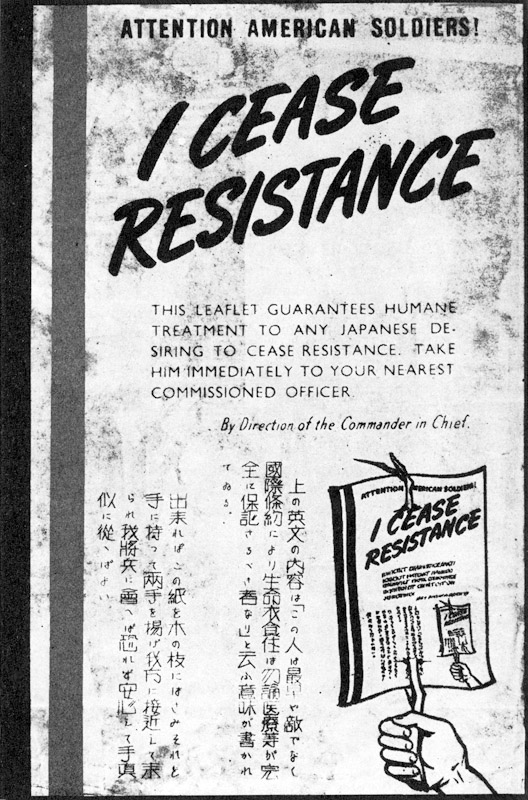 ATTENTION AMERICAN SOLDIERS!
I CEASE
RESISTANCE
THIS LEAFLET GUARANTEES HUMANE
TREATMENT TO ANY JAPANESE DE-
SIRING TO CEASE RESISTANCE. TAKE
HIM IMMEDIATELY TO YOUR NEAREST
COMMISSIONED OFFICER.
By Direction of the Commander in Chief.
上の英文の内容は「この人は最早や敵でなく
國際條約により生命衣食住は勿論医療等が完
全に保証さるべき者なり」と云ふ意味が書かれ
てゐる。
出来ればこの紙を木の枝にはさみそれを
手に持つて両手を揚げ我方に接近して来
られ我將兵に會へば恐れず安心して手真
似に從へばよい
ATTENTION AMERICAN SOLDIERS!
I CEASE
RESISTANCE